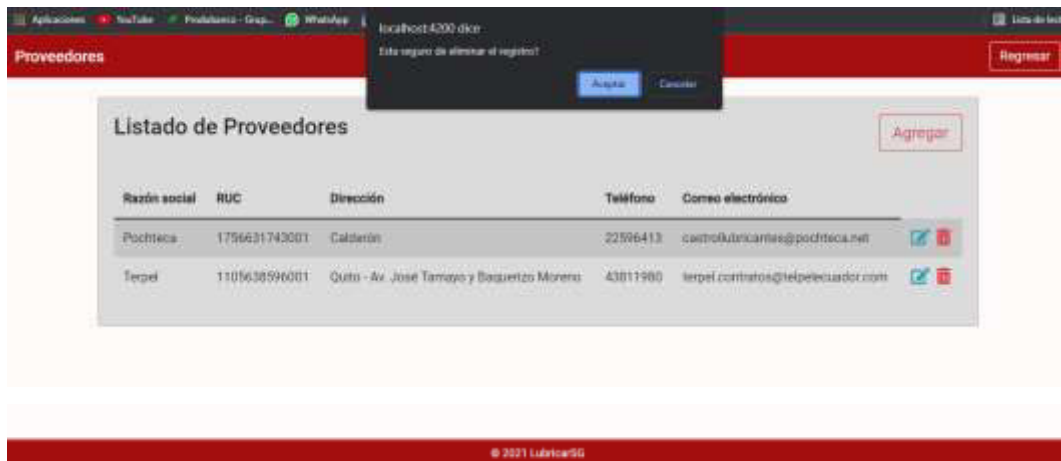 Aplicaciones YouTube Produbanco - Grup... WhatsApp
localhost:4200 dice
Esta seguro de eliminar el registro?
Aceptar Cancelar
Proveedores Regresar
Listado de Proveedores Agregar
Razón social RUC Dirección Teléfono Correo electrónico
Pochteca 1756631743001 Calderón 22596413 castrollubricantes@pochteca.net
Terpel 1105638596001 Quito - Av. José Tamayo y Baquerizo Moreno 43811980 terpel.contratos@telpelecuador.com
© 2021 LubricarSG